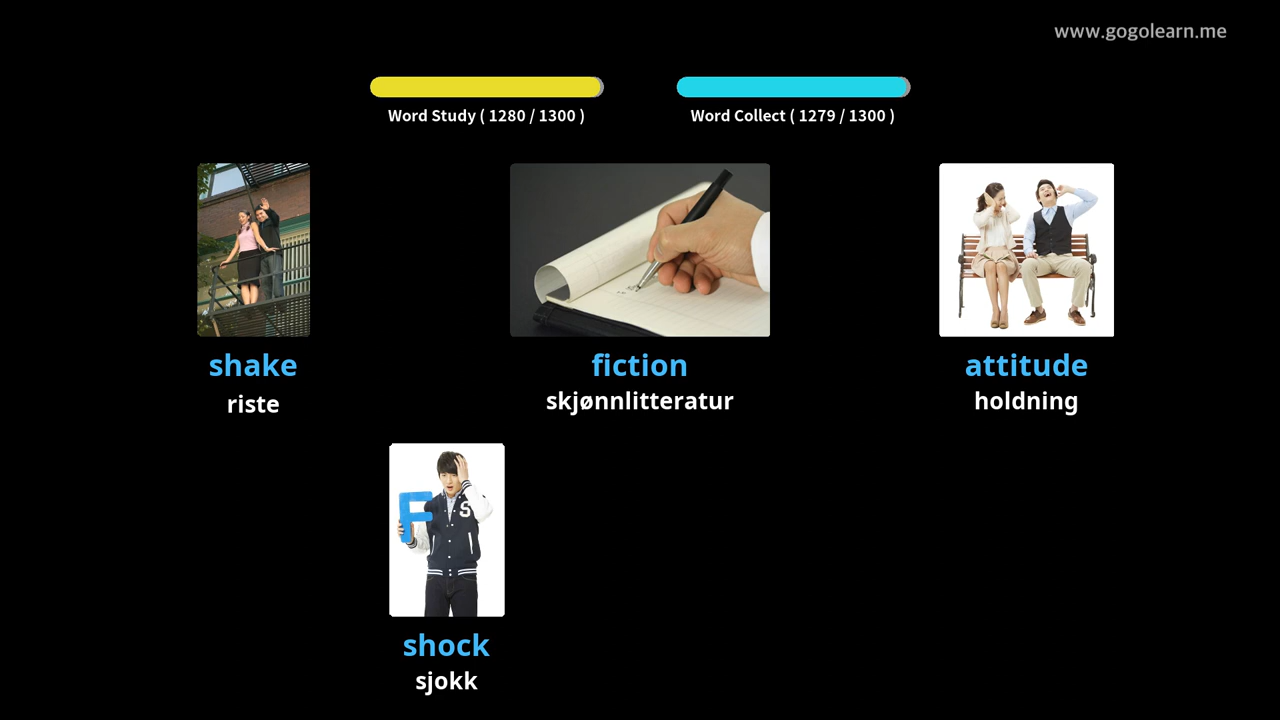 www.gogolearn.me
Word Study ( 1280 / 1300 )
Word Collect ( 1279 / 1300 )
shake
riste
fiction
skjønnlitteratur
attitude
holdning
F
S
shock
sjokk